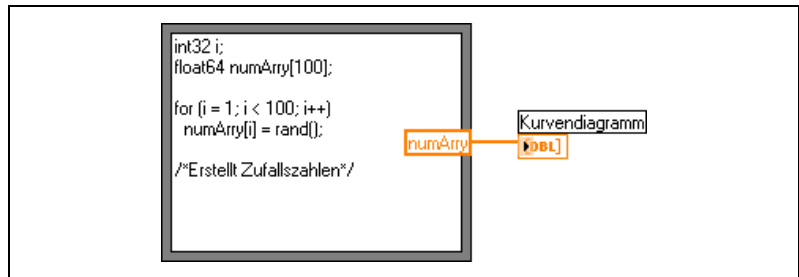 int32 i;
float64 numArry[100];
for (i = 1; i < 100; i++)
numArry[i] = rand();
numArry
Kurvendiagramm
DBL]
/*Erstellt Zufallszahlen*/